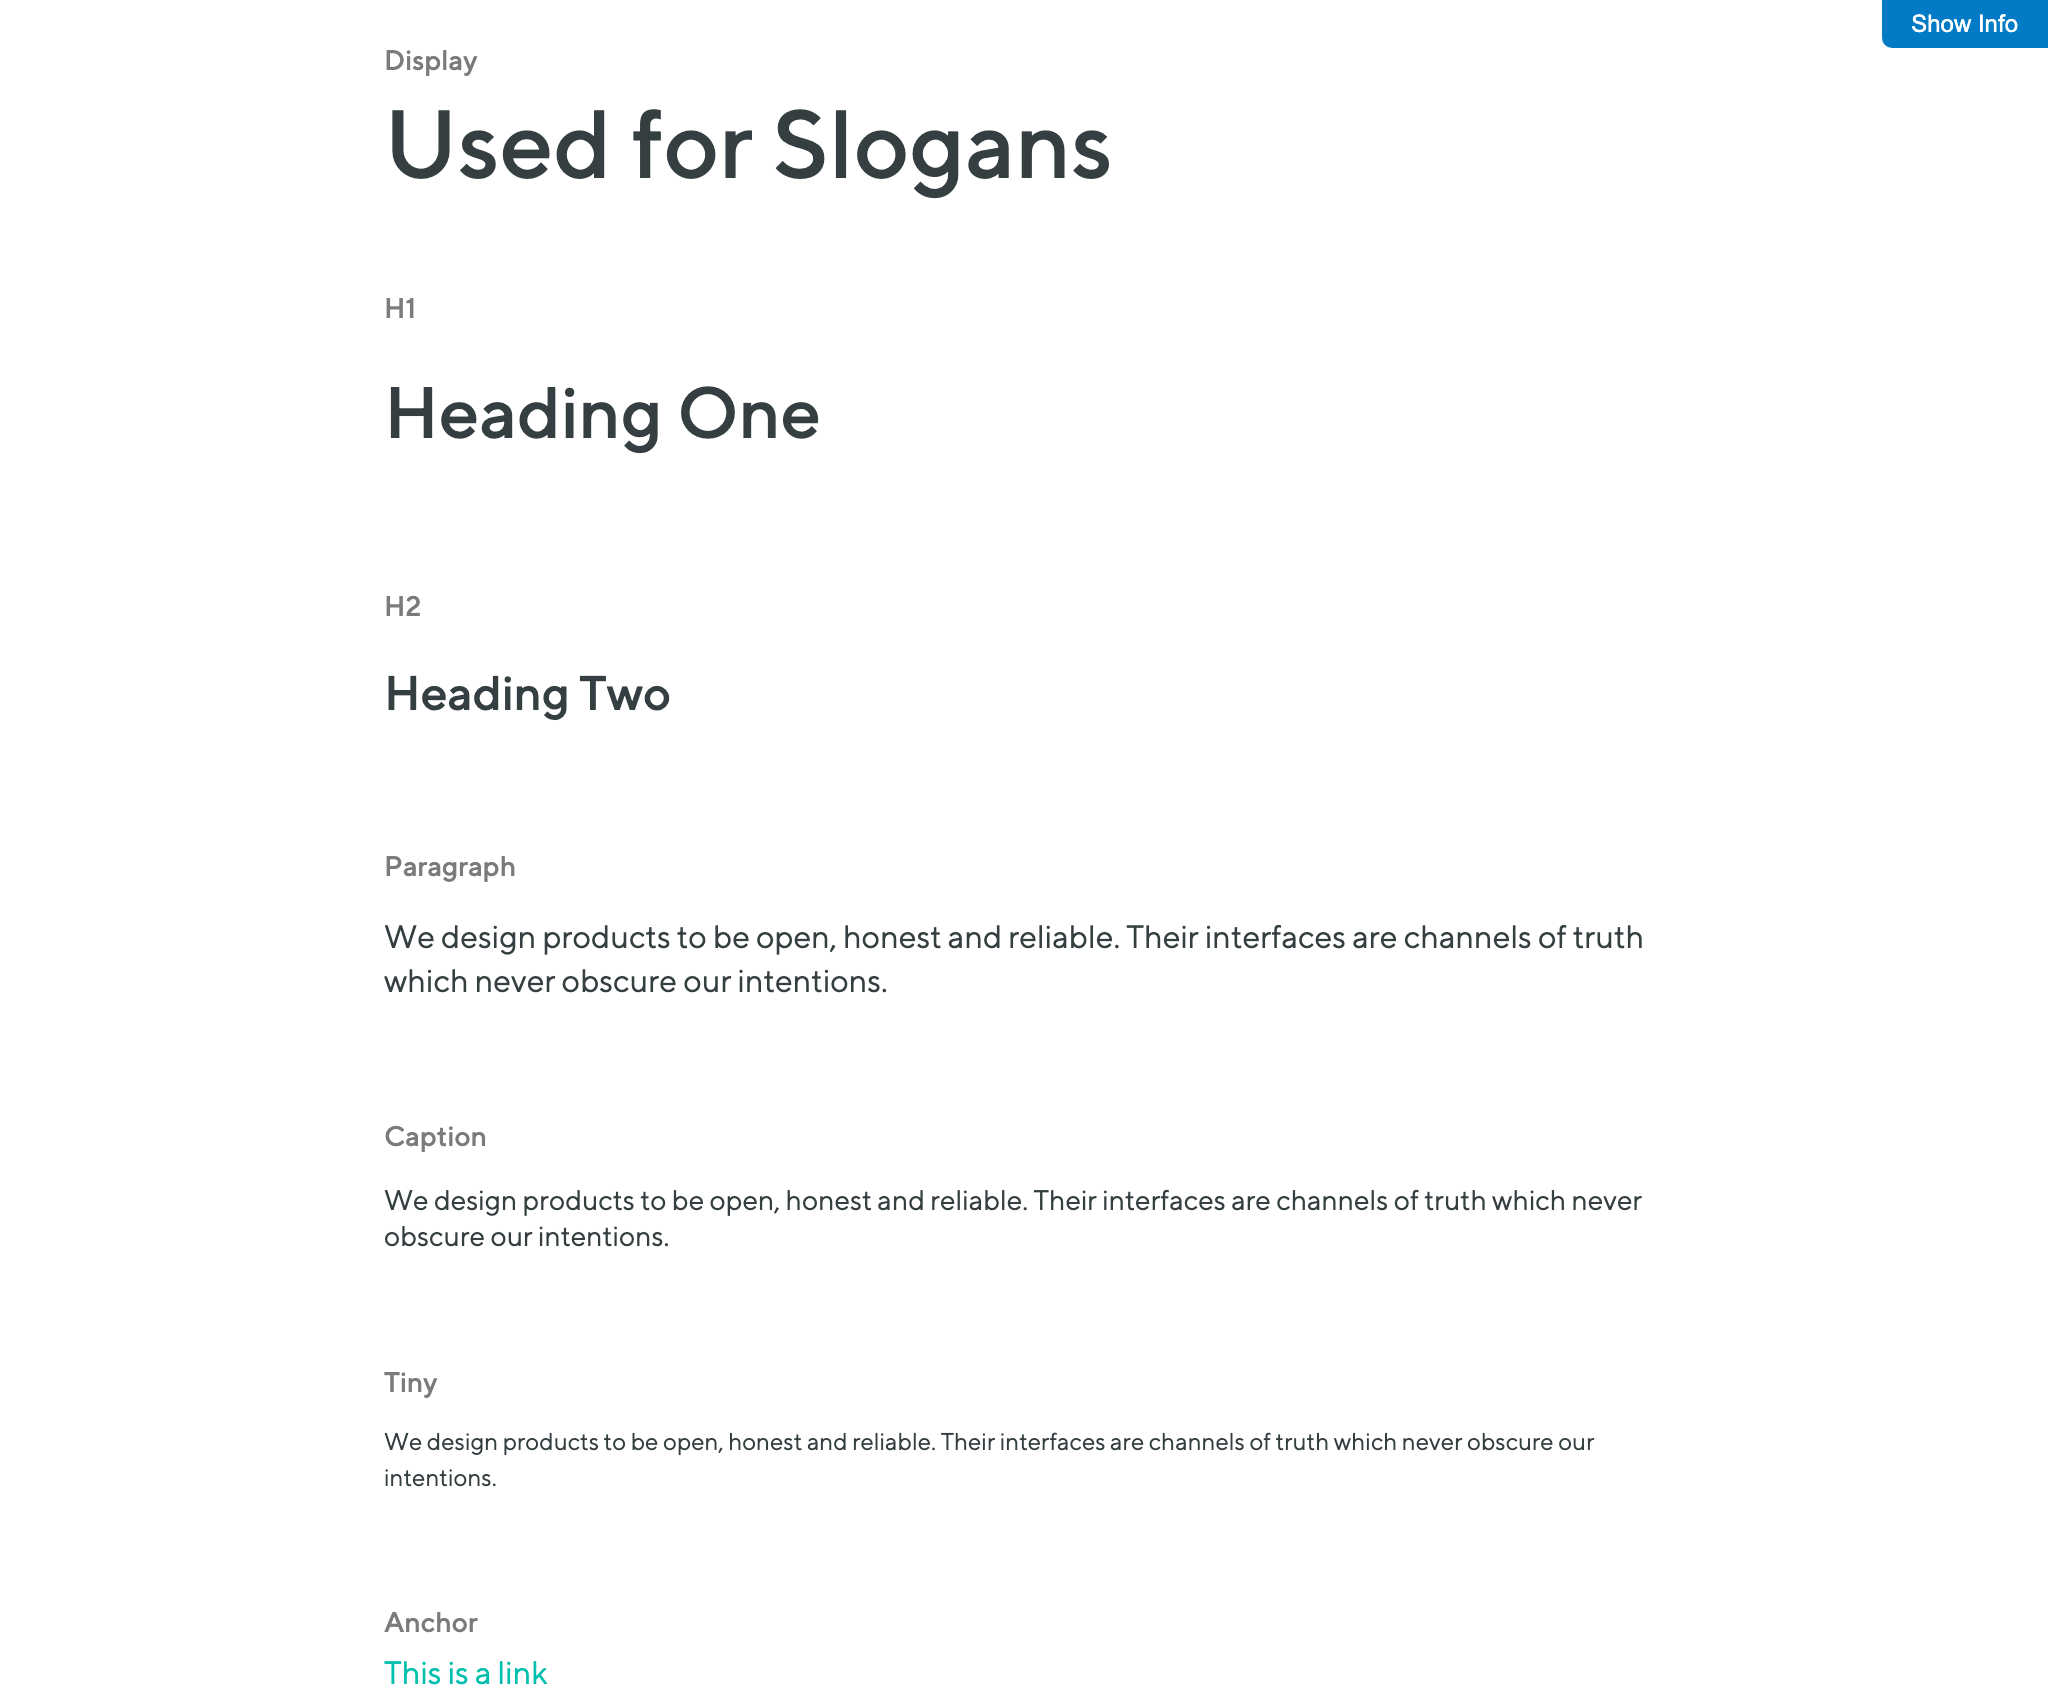 Show Info
Display
Used for Slogans
H1
Heading One
H2
Heading Two
Paragraph
We design products to be open, honest and reliable. Their interfaces are channels of truth
which never obscure our intentions.
Caption
We design products to be open, honest and reliable. Their interfaces are channels of truth which never
obscure our intentions.
Tiny
We design products to be open, honest and reliable. Their interfaces are channels of truth which never obscure our
intentions.
Anchor
This is a link